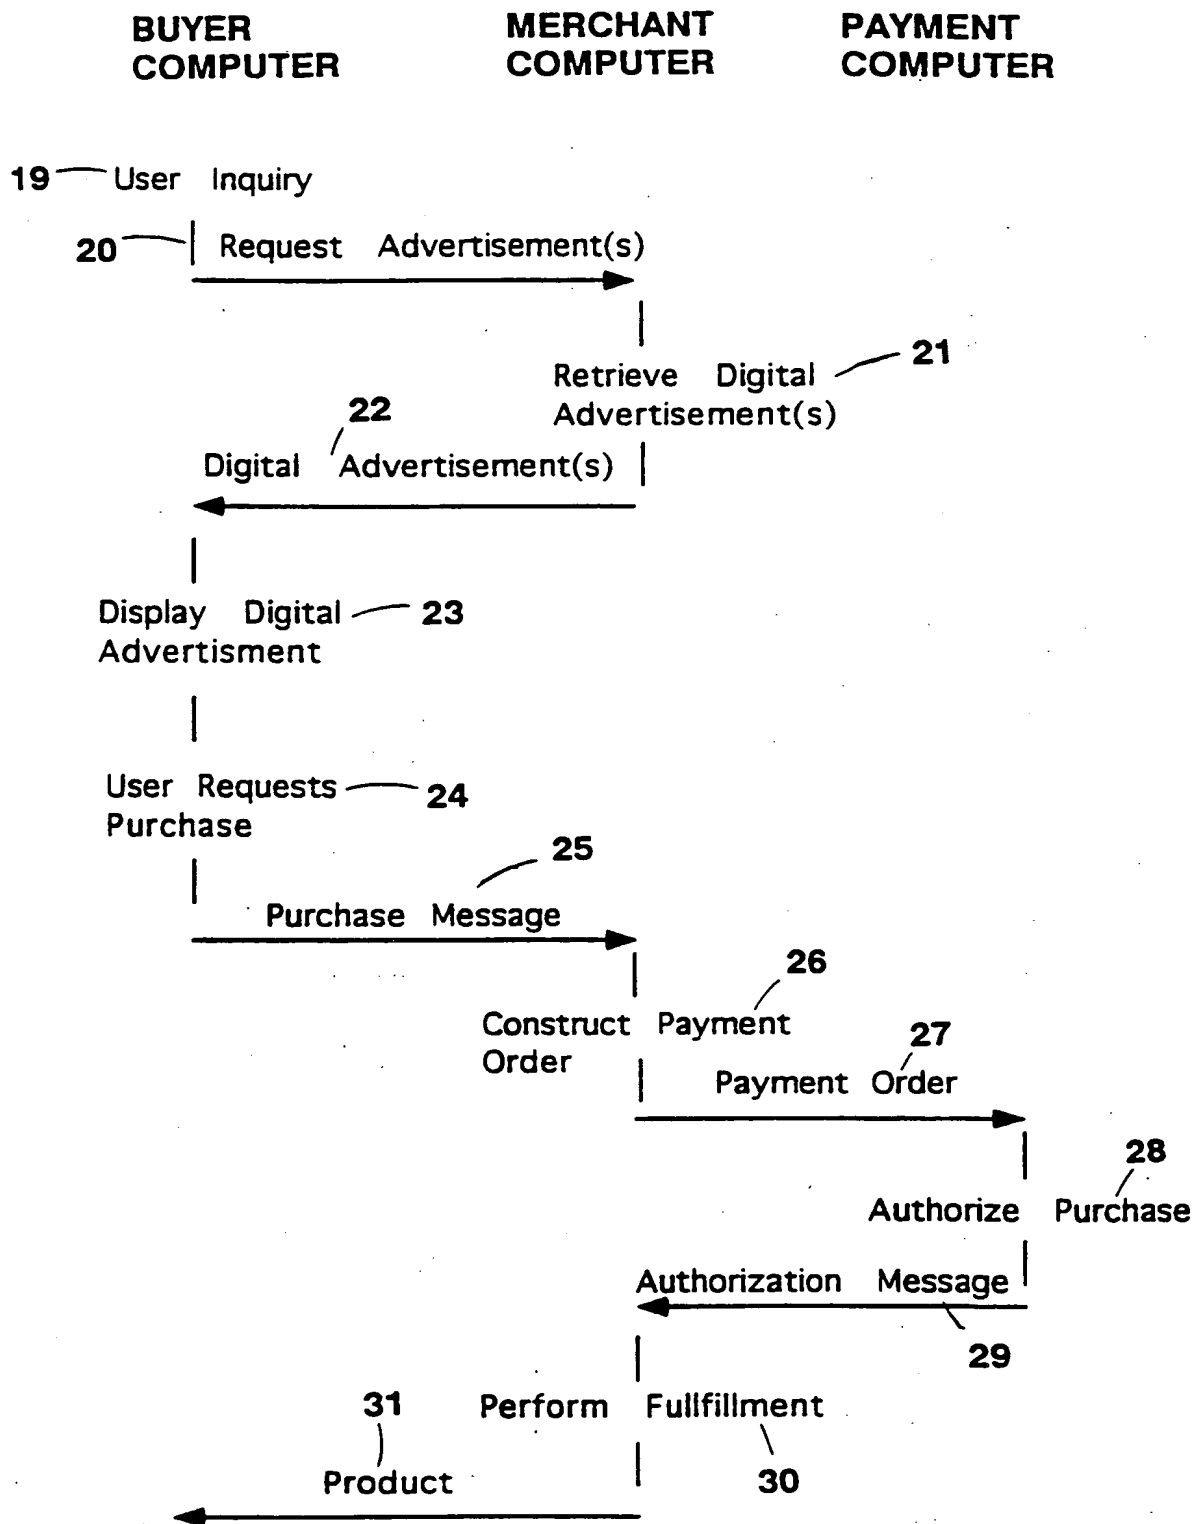 BUYER COMPUTER
MERCHANT COMPUTER
PAYMENT COMPUTER
19 User Inquiry
20 Request Advertisement(s)
21
Retrieve Digital
Advertisement(s)
22
Digital Advertisement(s)
Display Digital 23
Advertisment
User Requests 24
Purchase
25
Purchase Message
26
Construct Payment
Order
27
Payment Order
28
Authorize Purchase
Authorization Message
29
31
Perform Fullfillment
Product
30